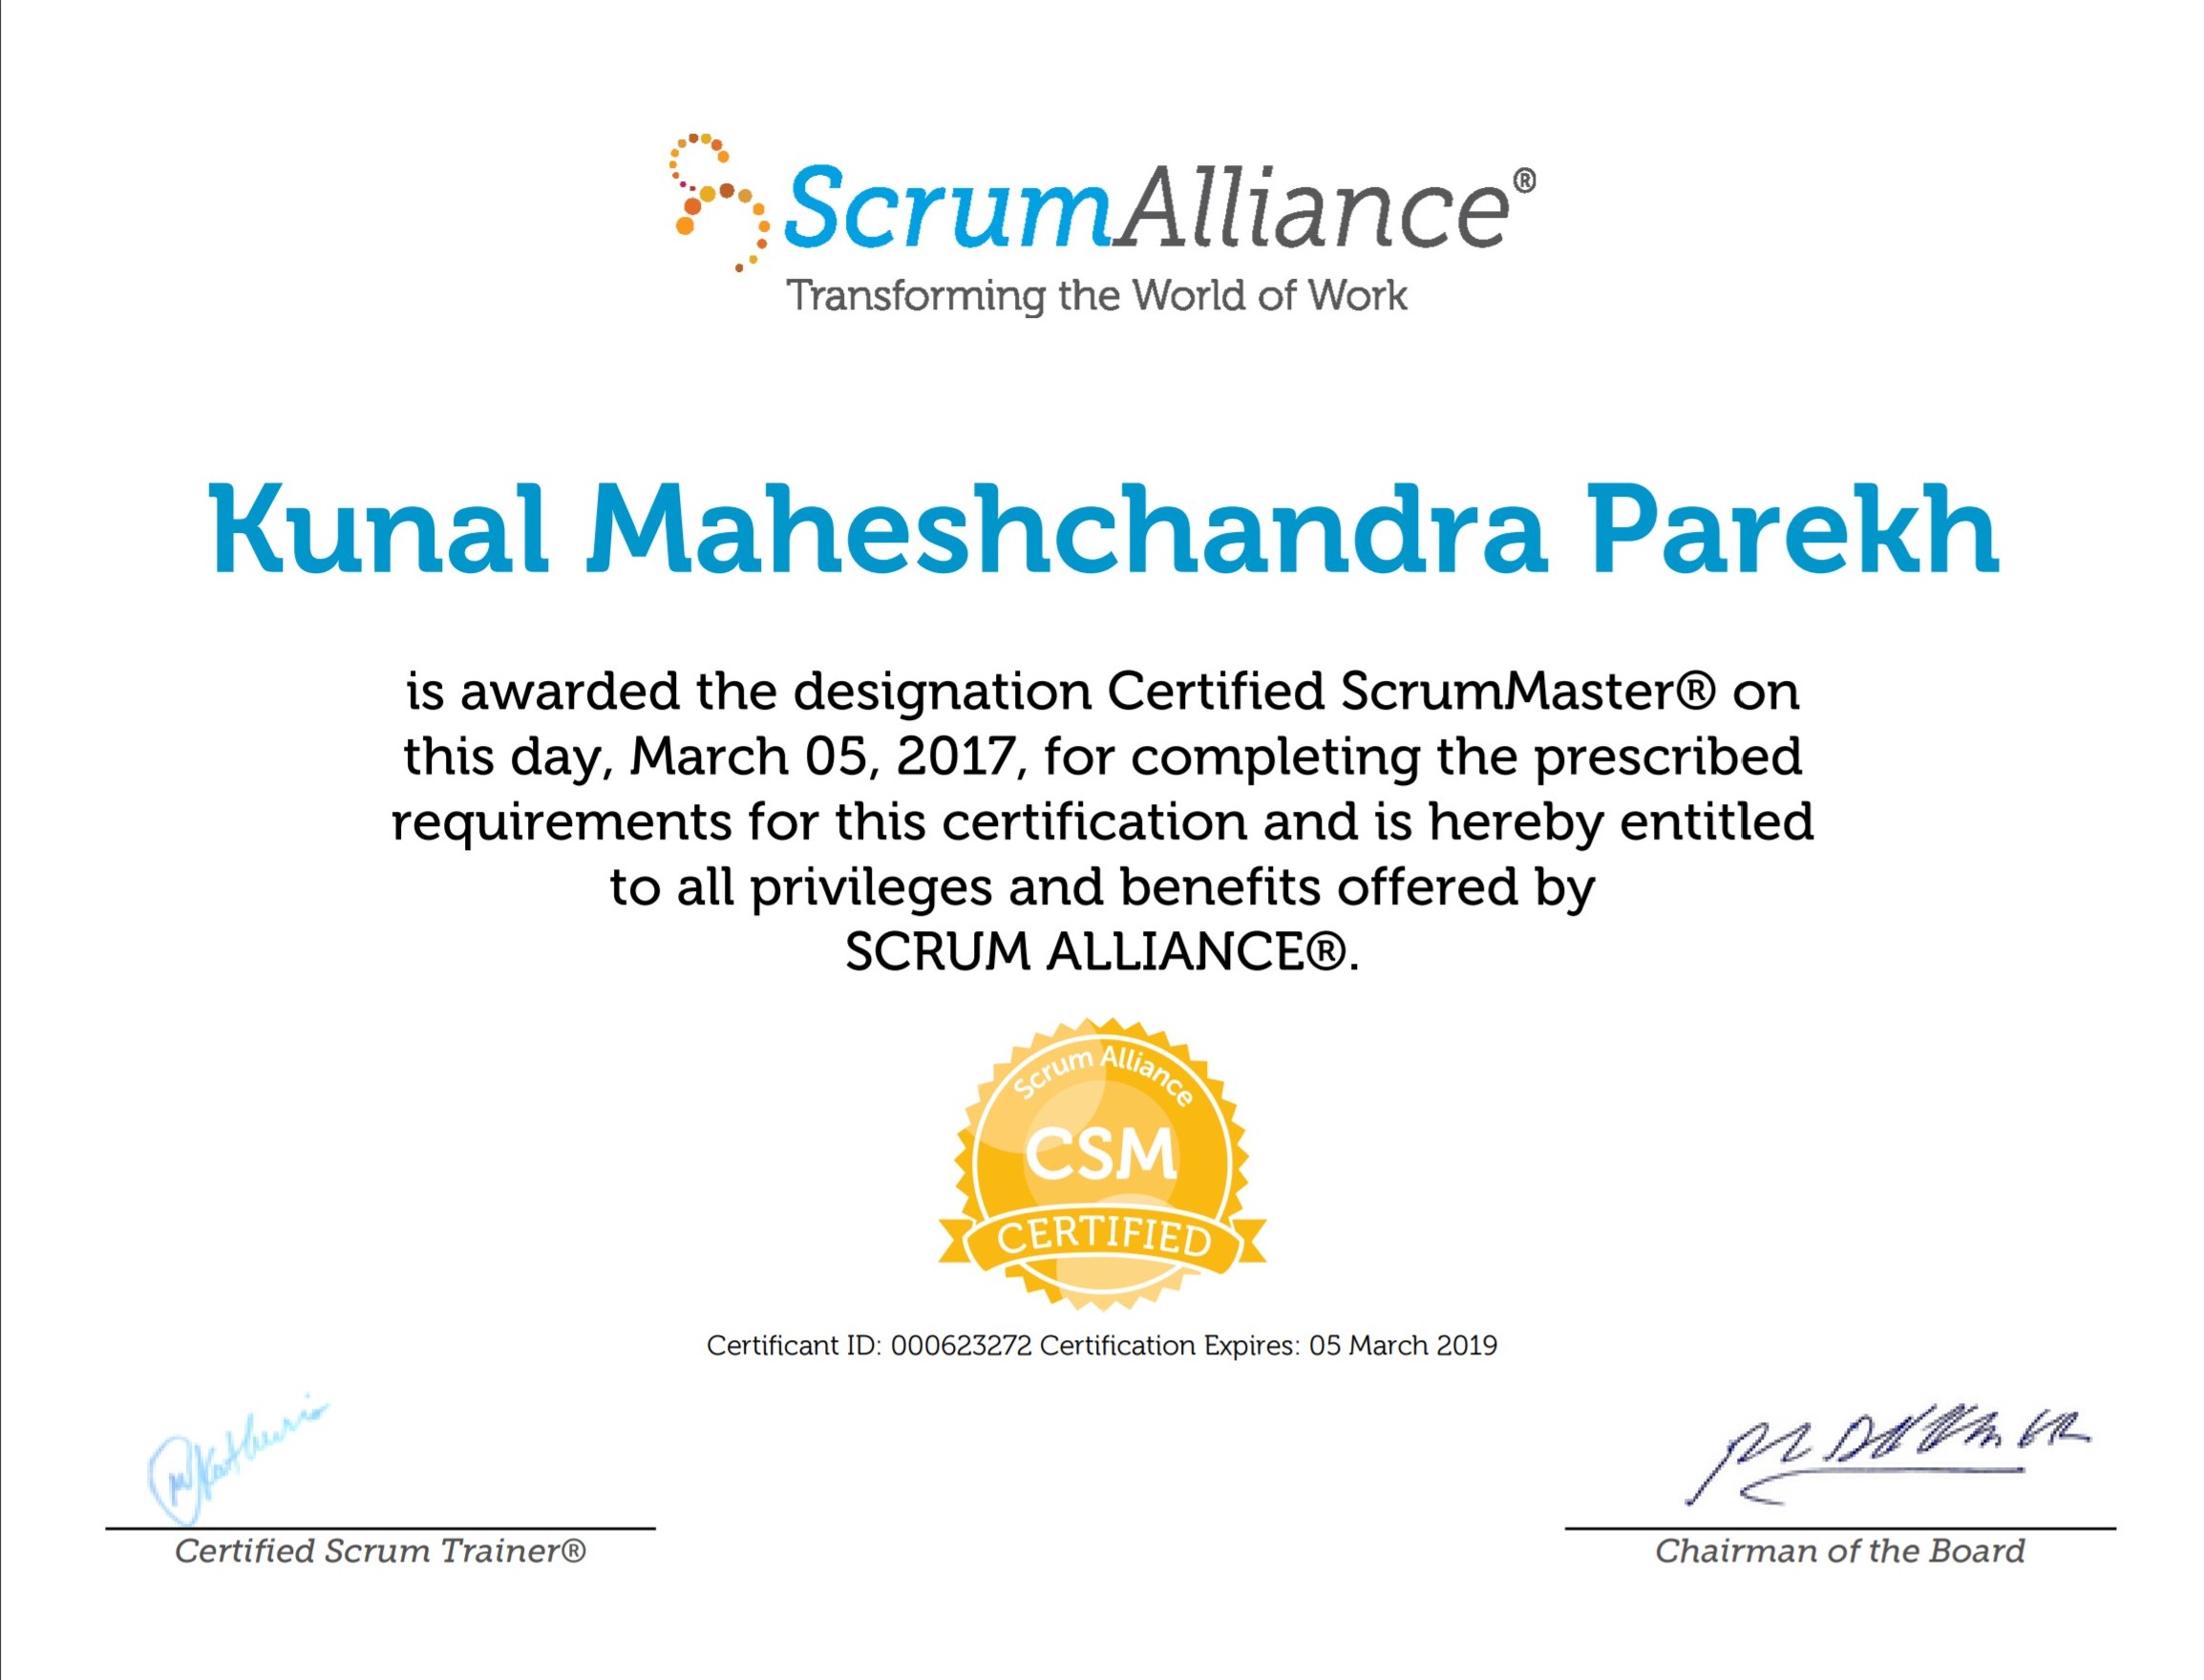 ScrumAlliance®
Transforming the World of Work
Kunal Maheshchandra Parekh
is awarded the designation Certified ScrumMaster® on
this day, March 05, 2017, for completing the prescribed
requirements for this certification and is hereby entitled
to all privileges and benefits offered by
SCRUM ALLIANCE®.
Scrum Alliance
CSM
CERTIFIED
Certificant ID: 000623272 Certification Expires: 05 March 2019
Certified Scrum Trainer®
Chairman of the Board